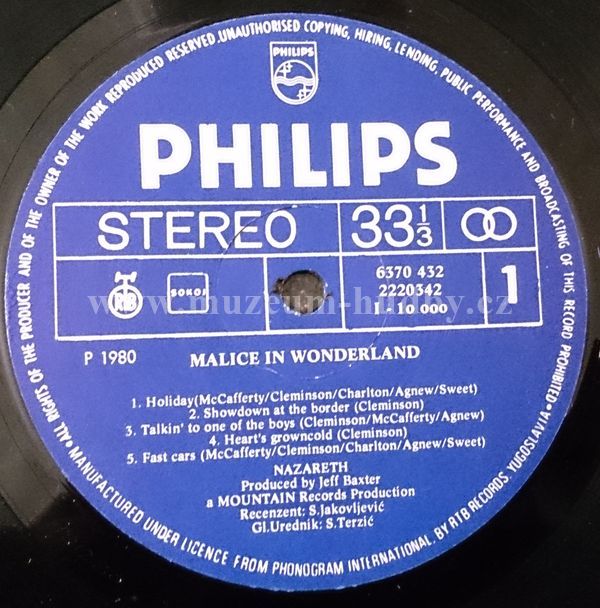 ALL RIGHTS OF THE PRODUCER AND OF THE OWNER OF THE WORK REPRODUCED RESERVED. UNAUTHORISED COPYING, HIRING, LENDING, PUBLIC PERFORMANCE AND BROADCASTING OF THIS RECORD PROHIBITED
PHILIPS
PHILIPS
STEREO 33 1/3
RTB SOKOJ 6370 432 1
2220342
1 - 10.000
www.muzeum-hudby.cz
P 1980 MALICE IN WONDERLAND
1. Holiday(McCafferty/Cleminson/Charlton/Agnew/Sweet)
2. Showdown at the border (Cleminson)
3. Talkin' to one of the boys (Cleminson/McCafferty/Agnew)
4. Heart's growncold (Cleminson)
5. Fast cars (McCafferty/Cleminson/Charlton/Agnew/Sweet)
NAZARETH
Produced by Jeff Baxter
a MOUNTAIN Records Production
Recenzent: S.Jakovljević
Gl.Urednik: S.Terzić
MANUFACTURED UNDER LICENCE FROM PHONOGRAM INTERNATIONAL, BY RTB RECORDS, YUGOSLAVIA